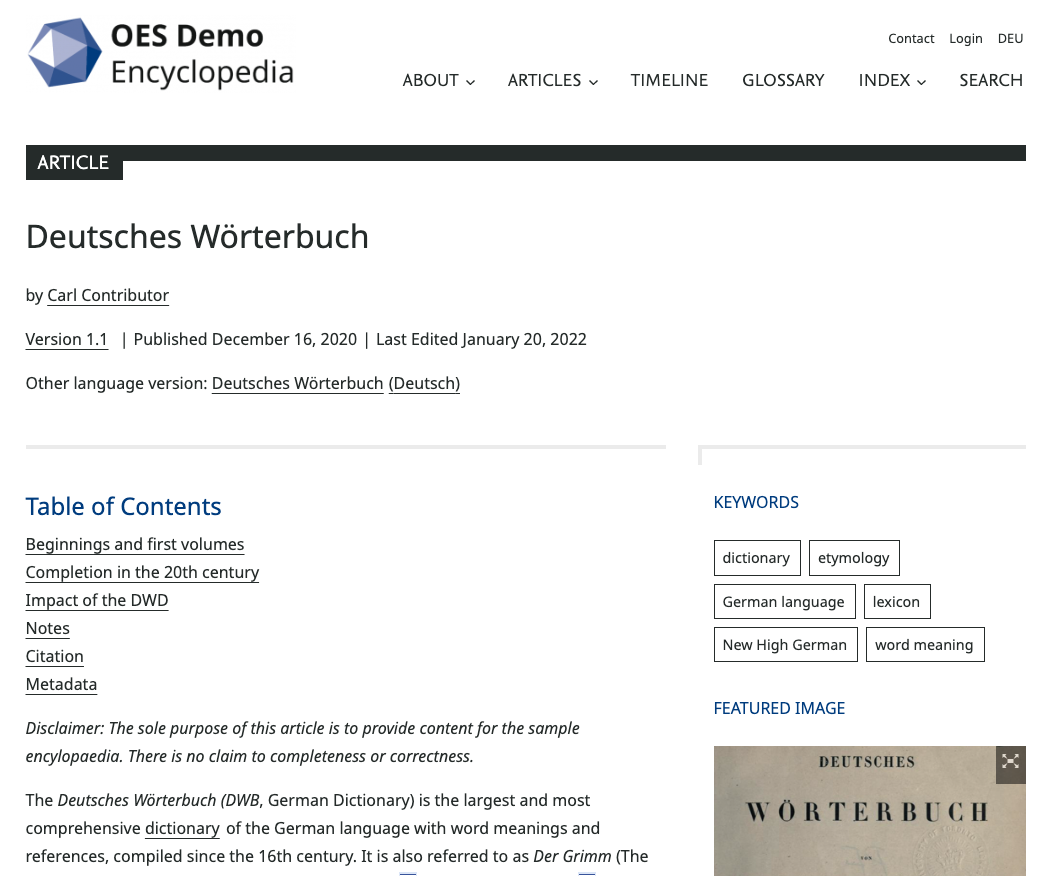 OES Demo
Encyclopedia
Contact Login DEU
ABOUT ARTICLES TIMELINE GLOSSARY INDEX SEARCH
ARTICLE
Deutsches Wörterbuch
by Carl Contributor
Version 1.1 | Published December 16, 2020 | Last Edited January 20, 2022
Other language version: Deutsches Wörterbuch (Deutsch)
Table of Contents
Beginnings and first volumes
Completion in the 20th century
Impact of the DWD
Notes
Citation
Metadata
Disclaimer: The sole purpose of this article is to provide content for the sample
encylopaedia. There is no claim to completeness or correctness.
The Deutsches Wörterbuch (DWB, German Dictionary) is the largest and most
comprehensive dictionary of the German language with word meanings and
references, compiled since the 16th century. It is also referred to as Der Grimm (The
KEYWORDS
dictionary etymology
German language lexicon
New High German word meaning
FEATURED IMAGE
DEUTSCHES
WÖRTERBUCH